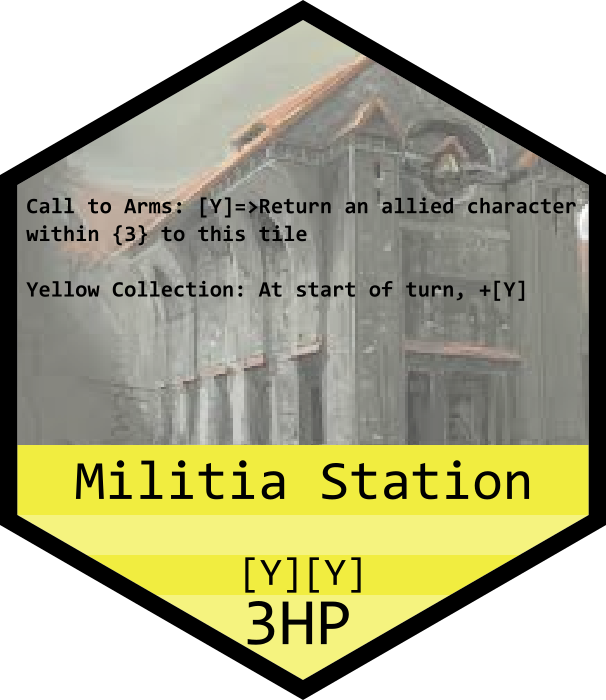 Call to Arms: [Y]=>Return an allied character
within {3} to this tile
Yellow Collection: At start of turn, +[Y]
Militia Station
[Y][Y]
3HP